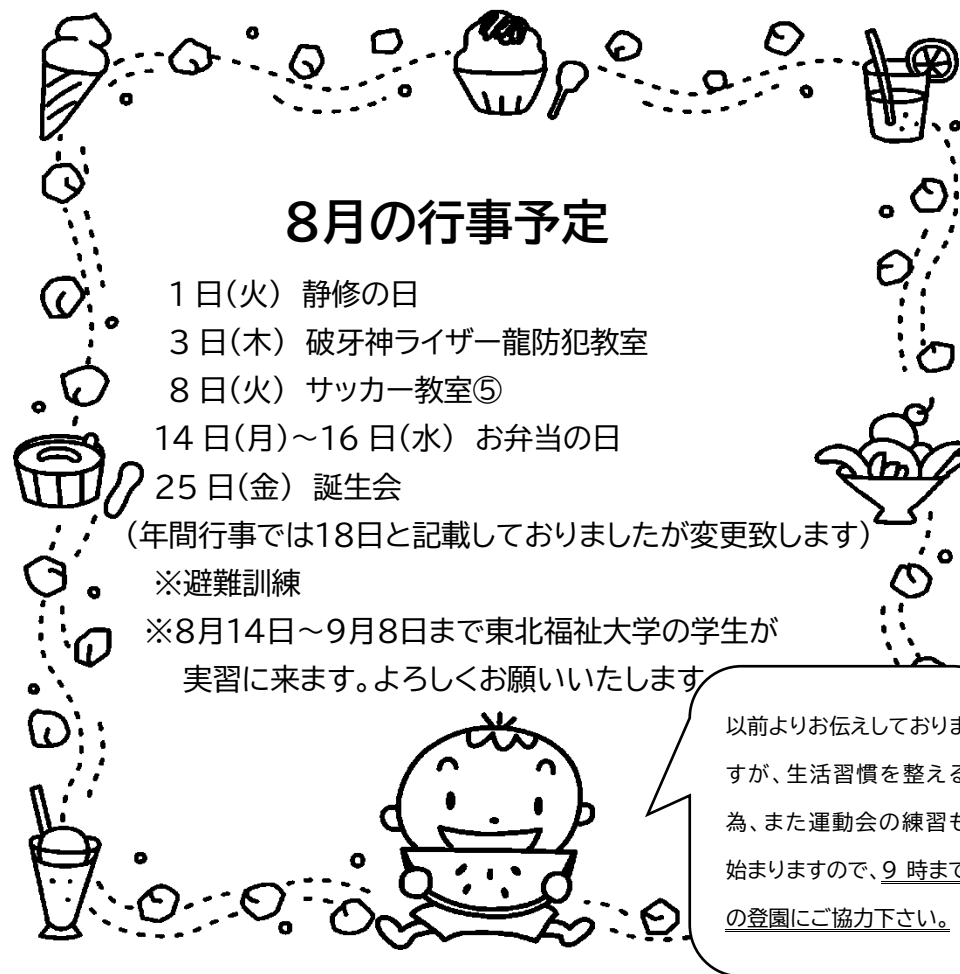 8月の行事予定
1日(火) 静修の日
3日(木) 破牙神ライザー龍防犯教室
8日(火) サッカー教室⑤
14日(月)～16日(水) お弁当の日
25日(金) 誕生会
(年間行事では18日と記載しておりましたが変更致します)
※避難訓練
※8月14日～9月8日まで東北福祉大学の学生が
実習に来ます。よろしくお願いいたします
以前よりお伝えしておりま
すが、生活習慣を整える
為、また運動会の練習も
始まりますので、9 時まで
の登園にご協力下さい。